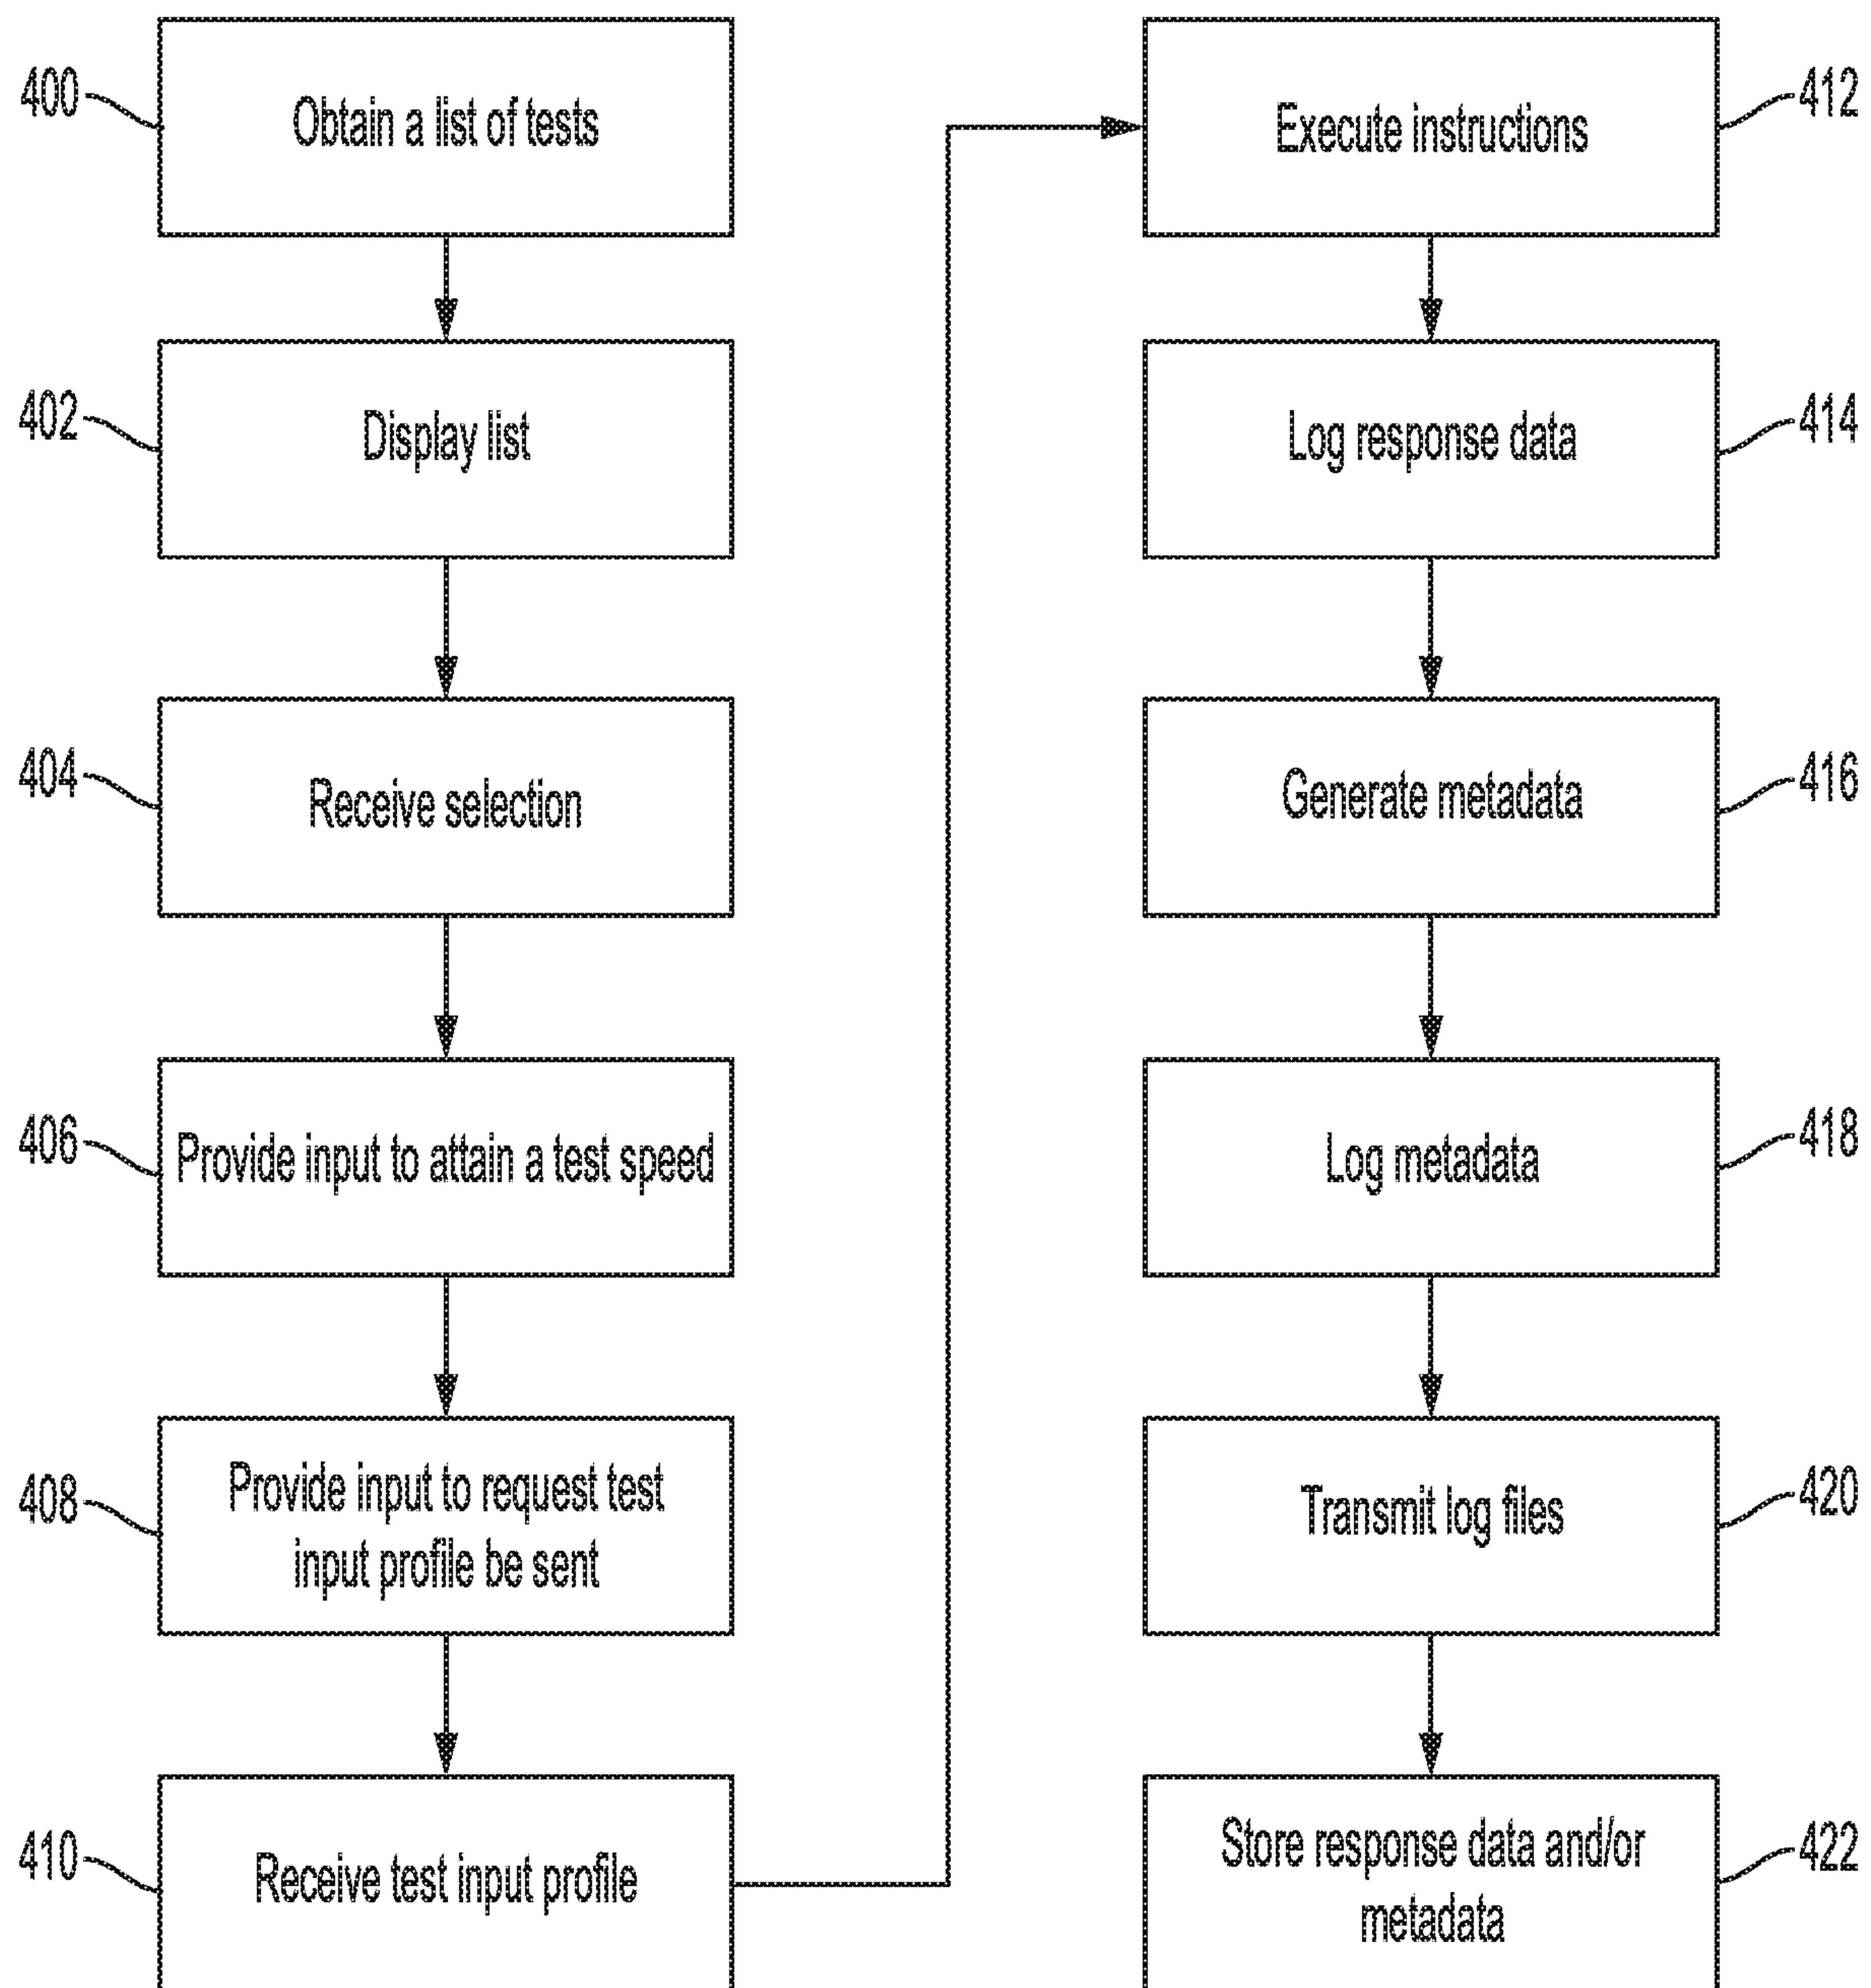 400
Obtain a list of tests
402
Display list
404
Receive selection
406
Provide input to attain a test speed
408
Provide input to request test
input profile be sent
410
Receive test input profile
412
Execute instructions
414
Log response data
416
Generate metadata
418
Log metadata
420
Transmit log files
422
Store response data and/or
metadata